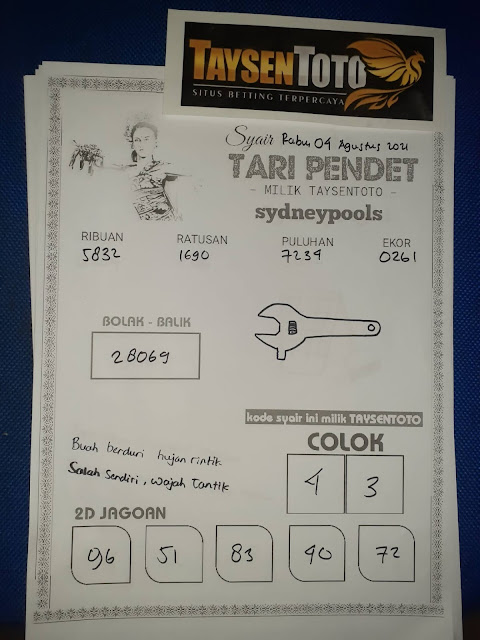 TAYSENTOTO
SITUS BETTING TERPERCAYA
Syair Rabu 04 Agustus 2021
TARI PENDET
- MILIK TAYSENTOTO -
sydneypools
RIBUAN RATUSAN PULUHAN EKOR
5832 1690 7234 0261
BOLAK - BALIK
28069
kode syair ini milik TAYSENTOTO
COLOK
4 3
Buah berduri hujan rintik
Salah Sendiri, Wajah Cantik
2D JAGOAN
96 51 83 40 72